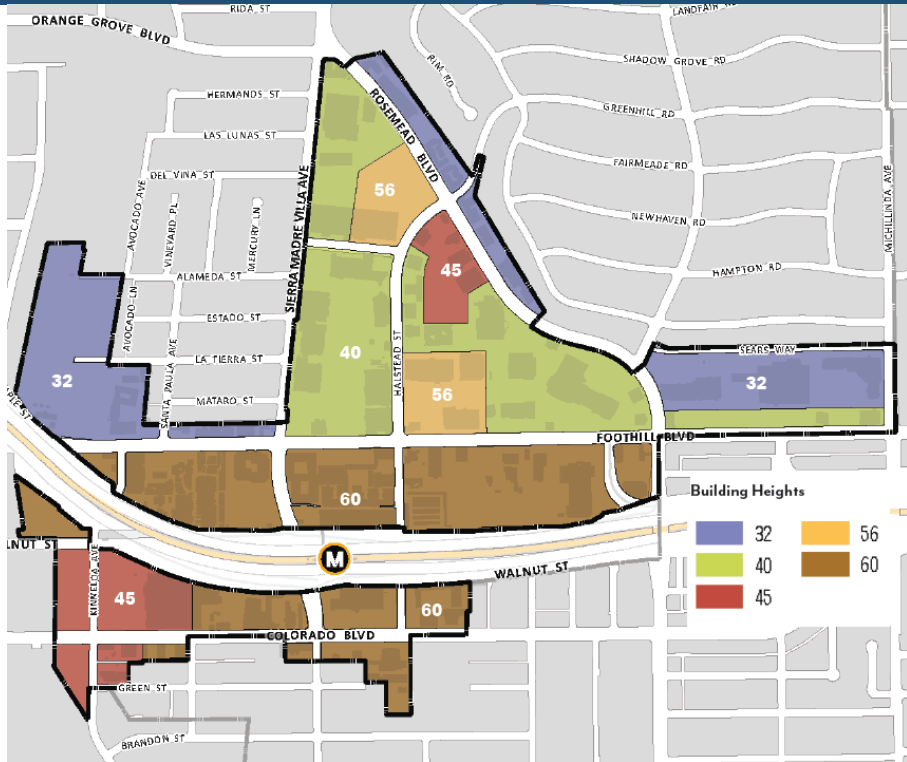 RIDA ST
ORANGE GROVE BLVD
SHADOW GROVE RD
RIM RD
HERMANOS ST
ROSEMEAD BLVD
GREENHILL RD
LAS LUNAS ST
FAIRMEADE RD
DEL VINA ST
56
MICHILLINDA AVE
AVOCADO AVE
VINEYARD PL
MERCURY LN
SIERRA MADRE VILLA AVE
NEWHAVEN RD
45
HAMPTON RD
ALAMEDA ST
AVOCADO LN
ESTADO ST
40
HALSTEAD ST
SEARS WAY
LA TIERRA ST
32
56
32
SANTA PAULA AVE
MATARO ST
FOOTHILL BLVD
60
Building Heights
32
56
40
60
45
M
WALNUT ST
KINNELOA AVE
45
60
COLORADO BLVD
GREEN ST
BRANDON ST